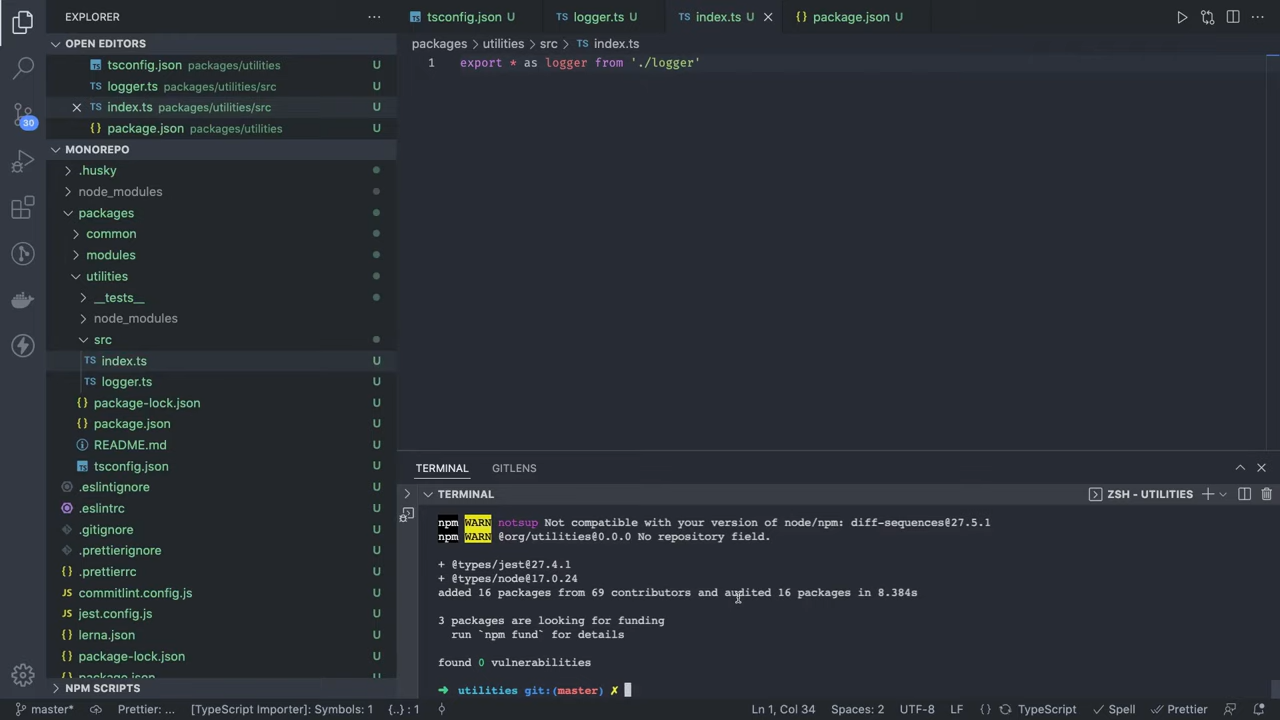 EXPLORER
tsconfig.json U
logger.ts U
index.ts U
package.json U
OPEN EDITORS
tsconfig.json packages/utilities U
logger.ts packages/utilities/src U
index.ts packages/utilities/src U
package.json packages/utilities U
packages > utilities > src > index.ts
1 export * as logger from './logger'
30
MONOREPO
.husky
node_modules
packages
common
modules
utilities
__tests__
node_modules
src
index.ts U
logger.ts U
package-lock.json U
package.json U
README.md U
tsconfig.json U
.eslintignore U
.eslintrc U
.gitignore U
.prettierignore U
.prettierrc U
commitlint.config.js U
jest.config.js U
lerna.json U
package-lock.json U
package.json U
NPM SCRIPTS
TERMINAL GITLENS
TERMINAL
ZSH - UTILITIES
npm WARN notsup Not compatible with your version of node/npm: diff-sequences@27.5.1
npm WARN @org/utilities@0.0.0 No repository field.
+ @types/jest@27.4.1
+ @types/node@17.0.24
added 16 packages from 69 contributors and audited 16 packages in 8.384s
3 packages are looking for funding
run `npm fund` for details
found 0 vulnerabilities
➜ utilities git:(master) ✗
master* Prettier: ... [TypeScript Importer]: Symbols: 1 {..} : 1 Ln 1, Col 34 Spaces: 2 UTF-8 LF {} TypeScript Spell Prettier